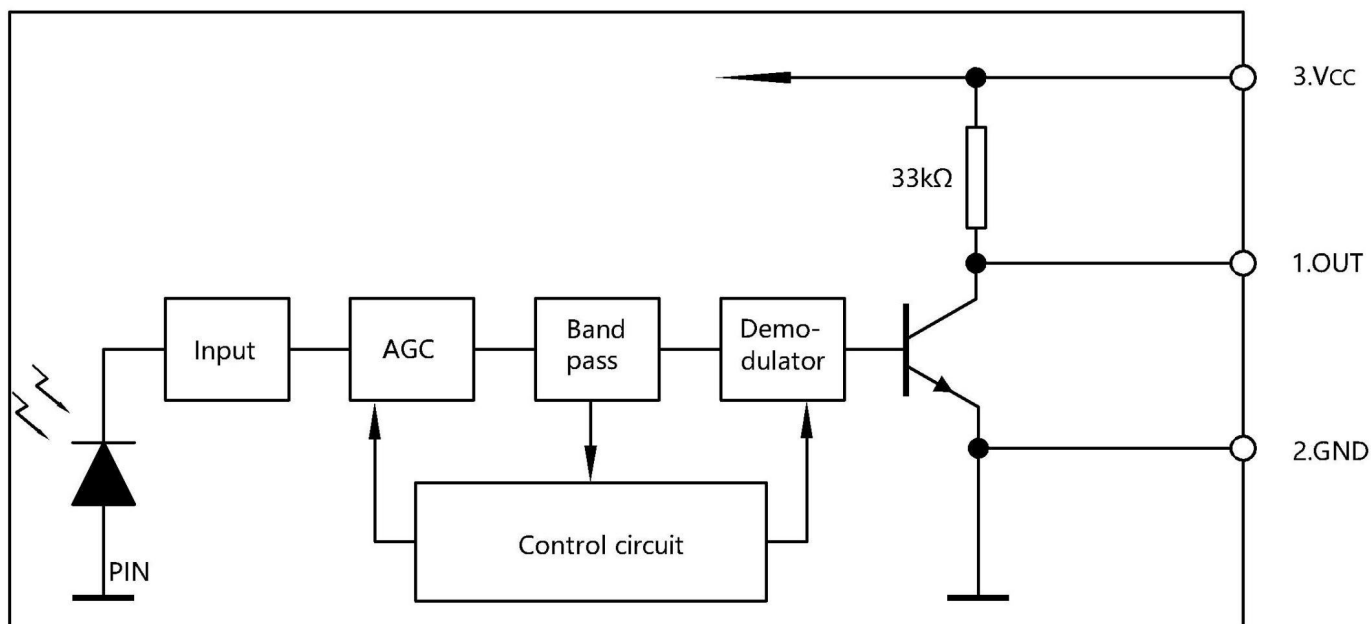 3.VCC
33kΩ
1.OUT
Input
AGC
Band
pass
Demo-
dulator
2.GND
Control circuit
PIN